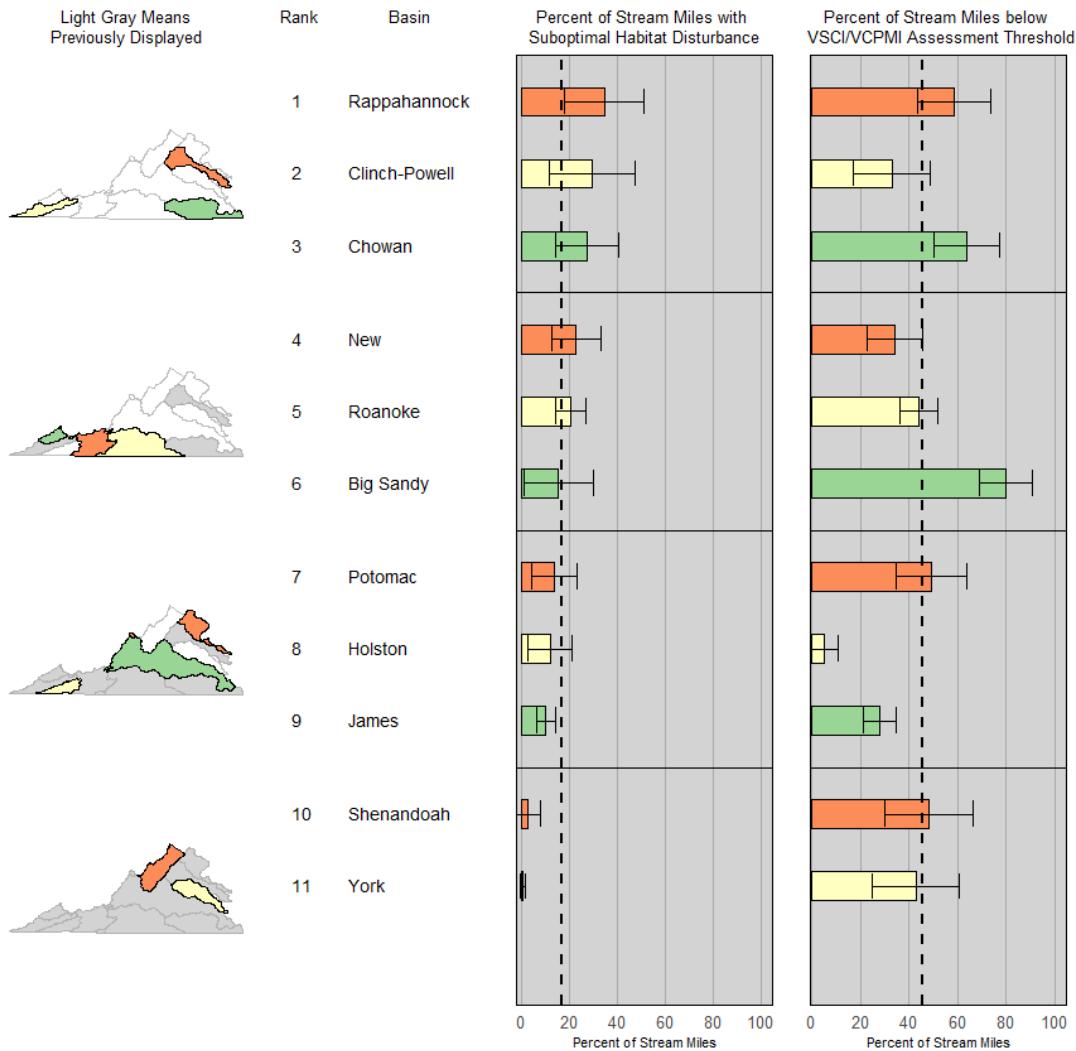 Light Gray Means
Previously Displayed
Rank
Basin
Percent of Stream Miles with
Suboptimal Habitat Disturbance
Percent of Stream Miles below
VSCI/VCPMI Assessment Threshold
1 Rappahannock
2 Clinch-Powell
3 Chowan
4 New
5 Roanoke
6 Big Sandy
7 Potomac
8 Holston
9 James
10 Shenandoah
11 York
0 20 40 60 80 100
Percent of Stream Miles
0 20 40 60 80 100
Percent of Stream Miles